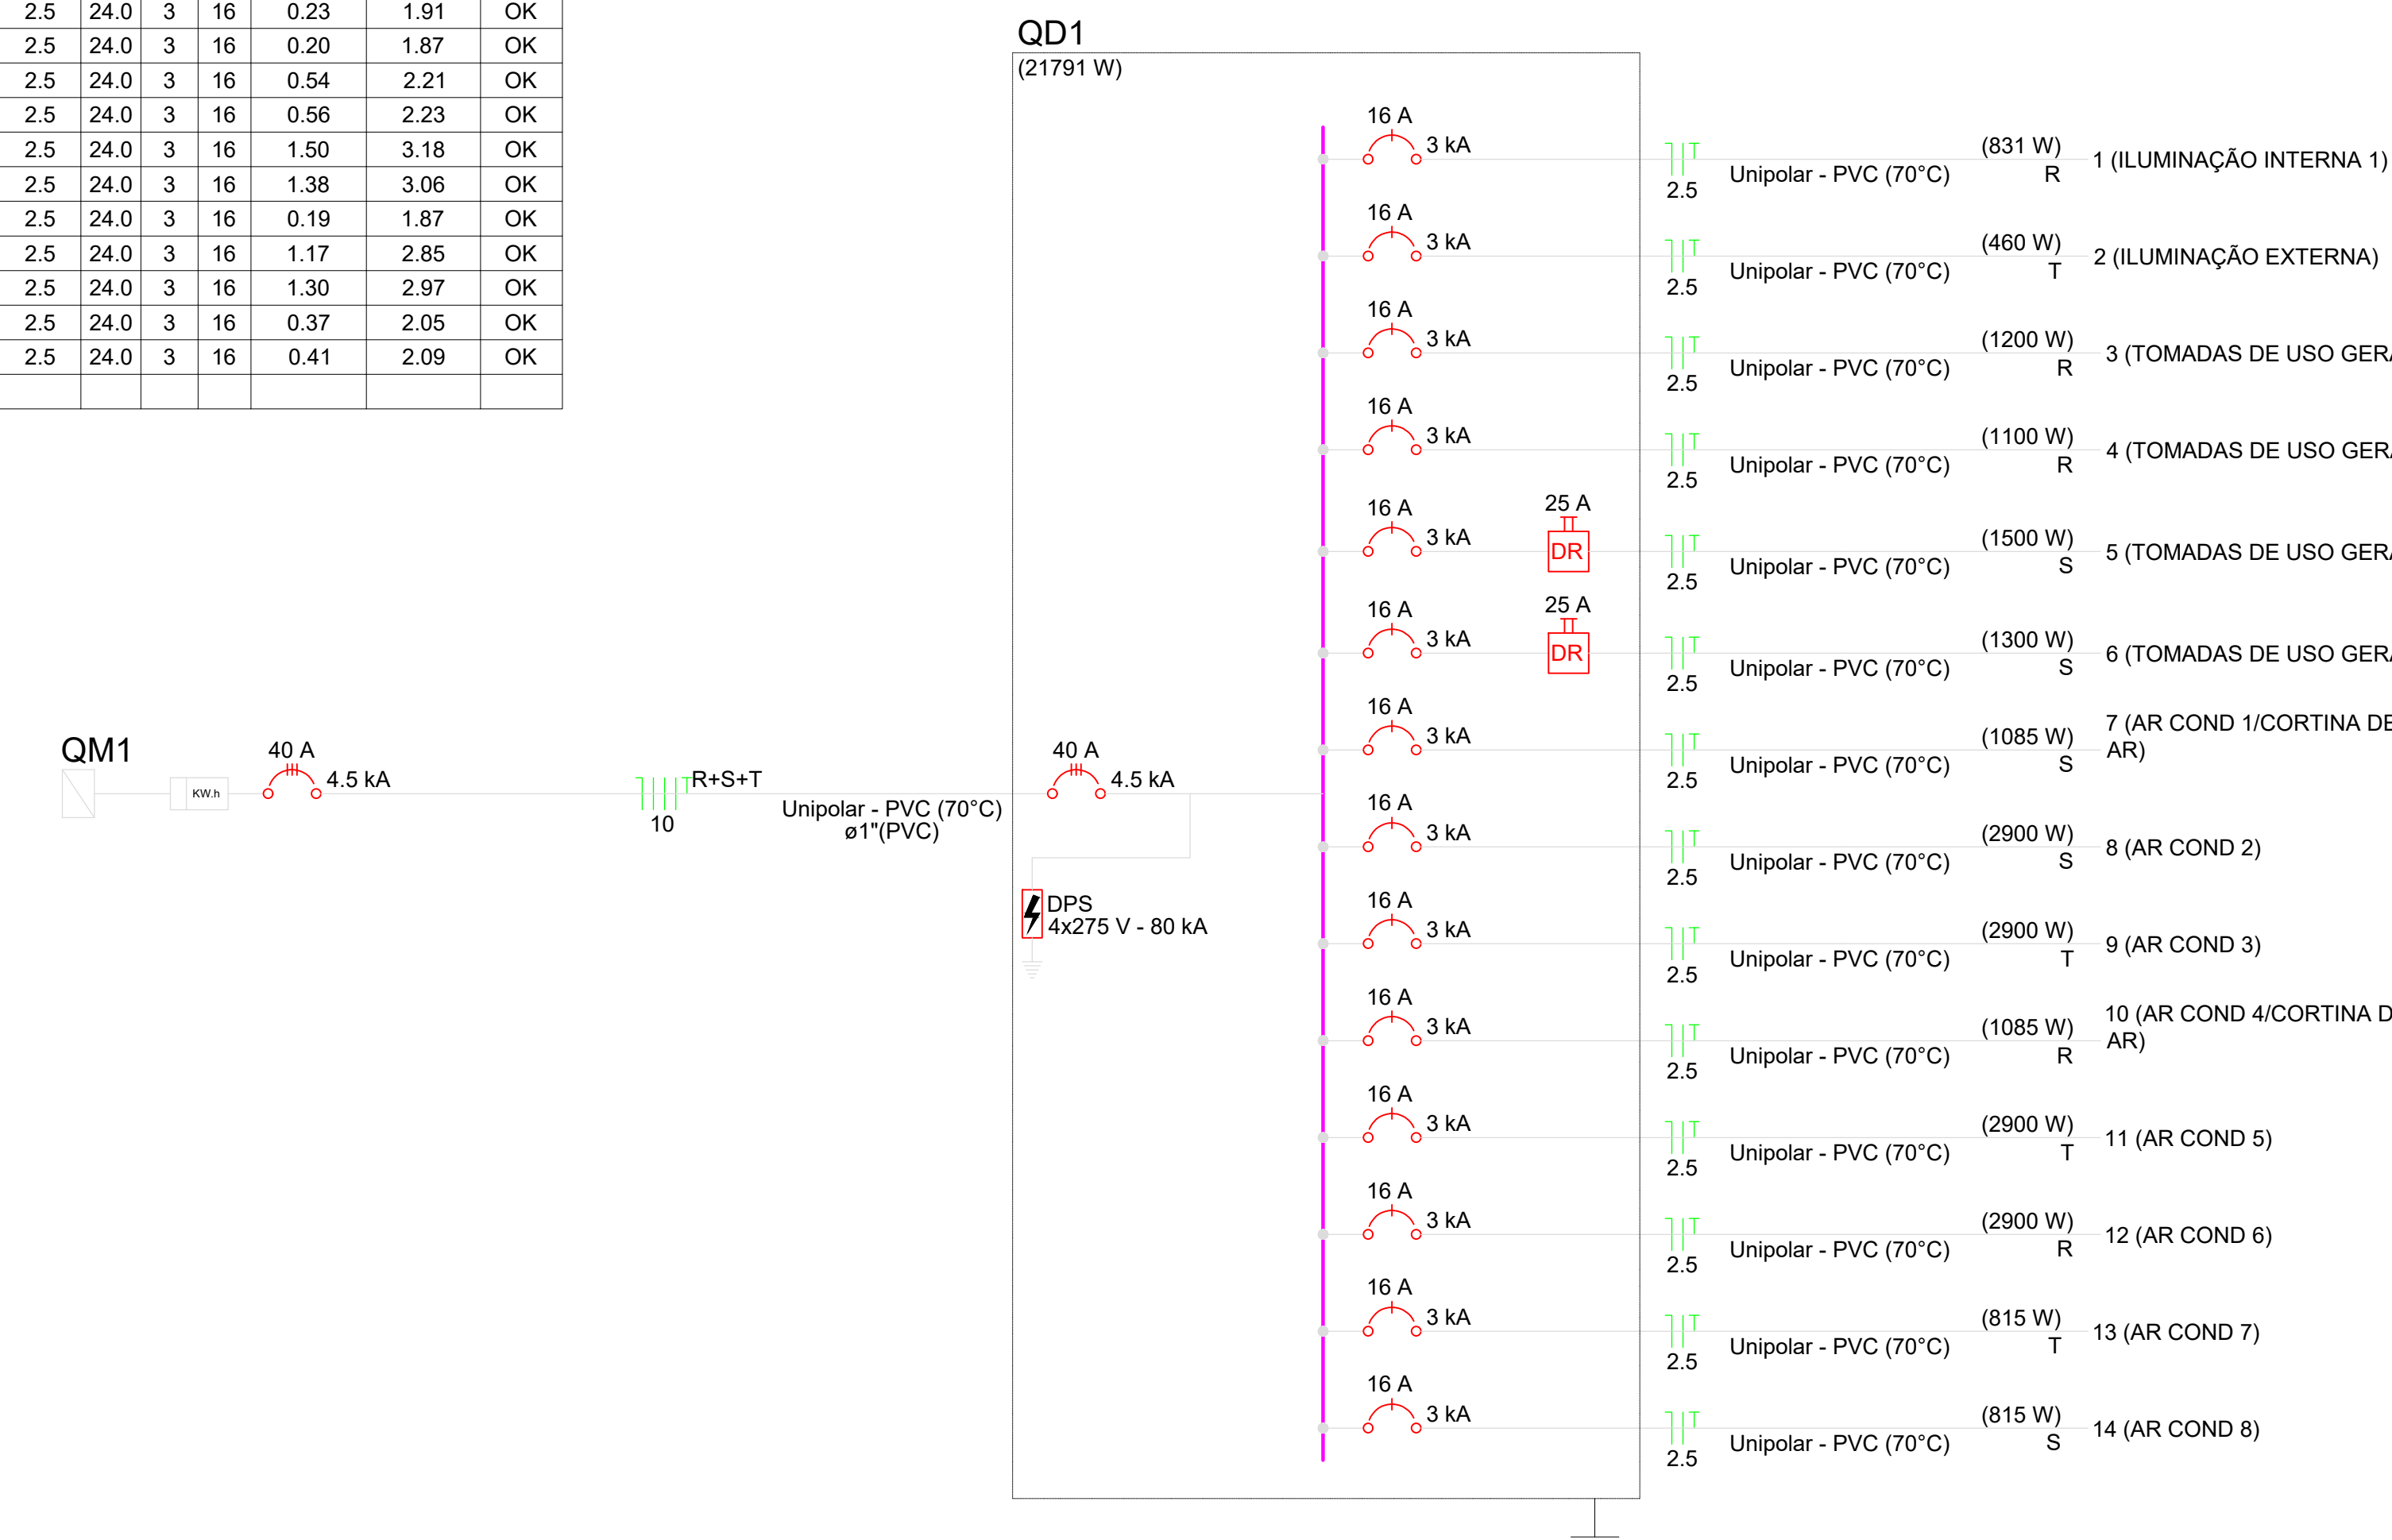 2.5 24.0 3 16 0.23 1.91 OK
2.5 24.0 3 16 0.20 1.87 OK
2.5 24.0 3 16 0.54 2.21 OK
2.5 24.0 3 16 0.56 2.23 OK
2.5 24.0 3 16 1.50 3.18 OK
2.5 24.0 3 16 1.38 3.06 OK
2.5 24.0 3 16 0.19 1.87 OK
2.5 24.0 3 16 1.17 2.85 OK
2.5 24.0 3 16 1.30 2.97 OK
2.5 24.0 3 16 0.37 2.05 OK
2.5 24.0 3 16 0.41 2.09 OK
QM1
KW.h
40 A
4.5 kA
R+S+T
10
Unipolar - PVC (70°C)
ø1"(PVC)
QD1
(21791 W)
40 A
4.5 kA
DPS
4x275 V - 80 kA
16 A
3 kA
2.5
Unipolar - PVC (70°C)
(831 W)
R
1 (ILUMINAÇÃO INTERNA 1)
16 A
3 kA
2.5
Unipolar - PVC (70°C)
(460 W)
T
2 (ILUMINAÇÃO EXTERNA)
16 A
3 kA
2.5
Unipolar - PVC (70°C)
(1200 W)
R
3 (TOMADAS DE USO GERA
16 A
3 kA
2.5
Unipolar - PVC (70°C)
(1100 W)
R
4 (TOMADAS DE USO GERA
16 A
3 kA
25 A
DR
2.5
Unipolar - PVC (70°C)
(1500 W)
S
5 (TOMADAS DE USO GERA
16 A
3 kA
25 A
DR
2.5
Unipolar - PVC (70°C)
(1300 W)
S
6 (TOMADAS DE USO GERA
16 A
3 kA
2.5
Unipolar - PVC (70°C)
(1085 W)
S
7 (AR COND 1/CORTINA DE
AR)
16 A
3 kA
2.5
Unipolar - PVC (70°C)
(2900 W)
S
8 (AR COND 2)
16 A
3 kA
2.5
Unipolar - PVC (70°C)
(2900 W)
T
9 (AR COND 3)
16 A
3 kA
2.5
Unipolar - PVC (70°C)
(1085 W)
R
10 (AR COND 4/CORTINA D
AR)
16 A
3 kA
2.5
Unipolar - PVC (70°C)
(2900 W)
T
11 (AR COND 5)
16 A
3 kA
2.5
Unipolar - PVC (70°C)
(2900 W)
R
12 (AR COND 6)
16 A
3 kA
2.5
Unipolar - PVC (70°C)
(815 W)
T
13 (AR COND 7)
16 A
3 kA
2.5
Unipolar - PVC (70°C)
(815 W)
S
14 (AR COND 8)